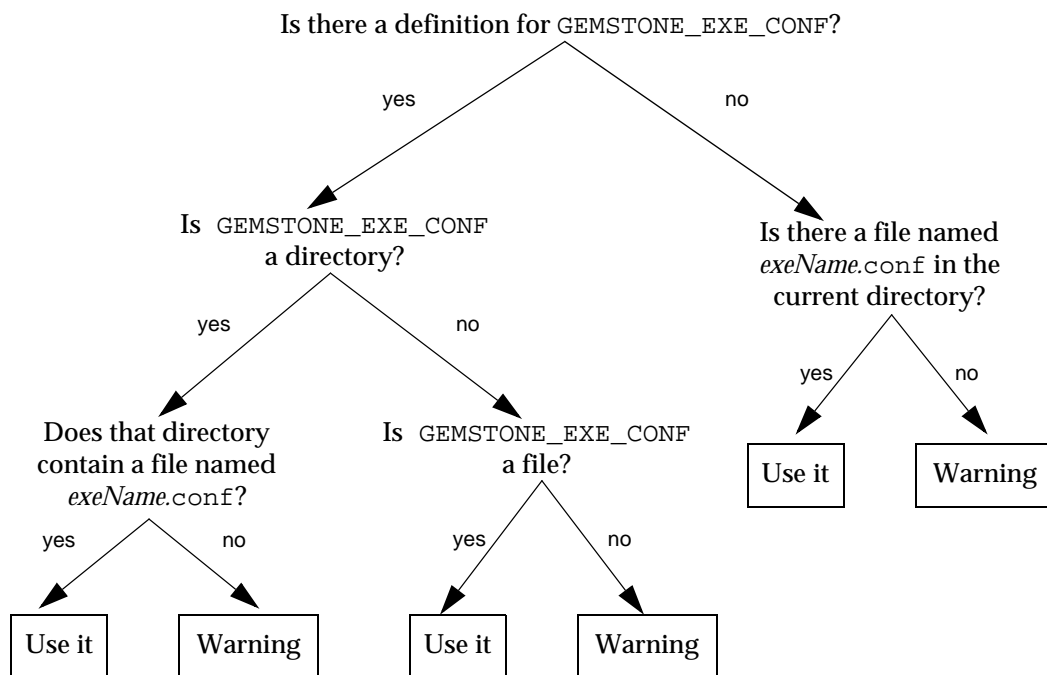 Is there a definition for GEMSTONE_EXE_CONF?
yes
no
Is GEMSTONE_EXE_CONF
a directory?
Is there a file named
exeName.conf in the
current directory?
yes
no
yes
no
Does that directory
contain a file named
exeName.conf?
Is GEMSTONE_EXE_CONF
a file?
Use it
Warning
yes
no
yes
no
Use it
Warning
Use it
Warning